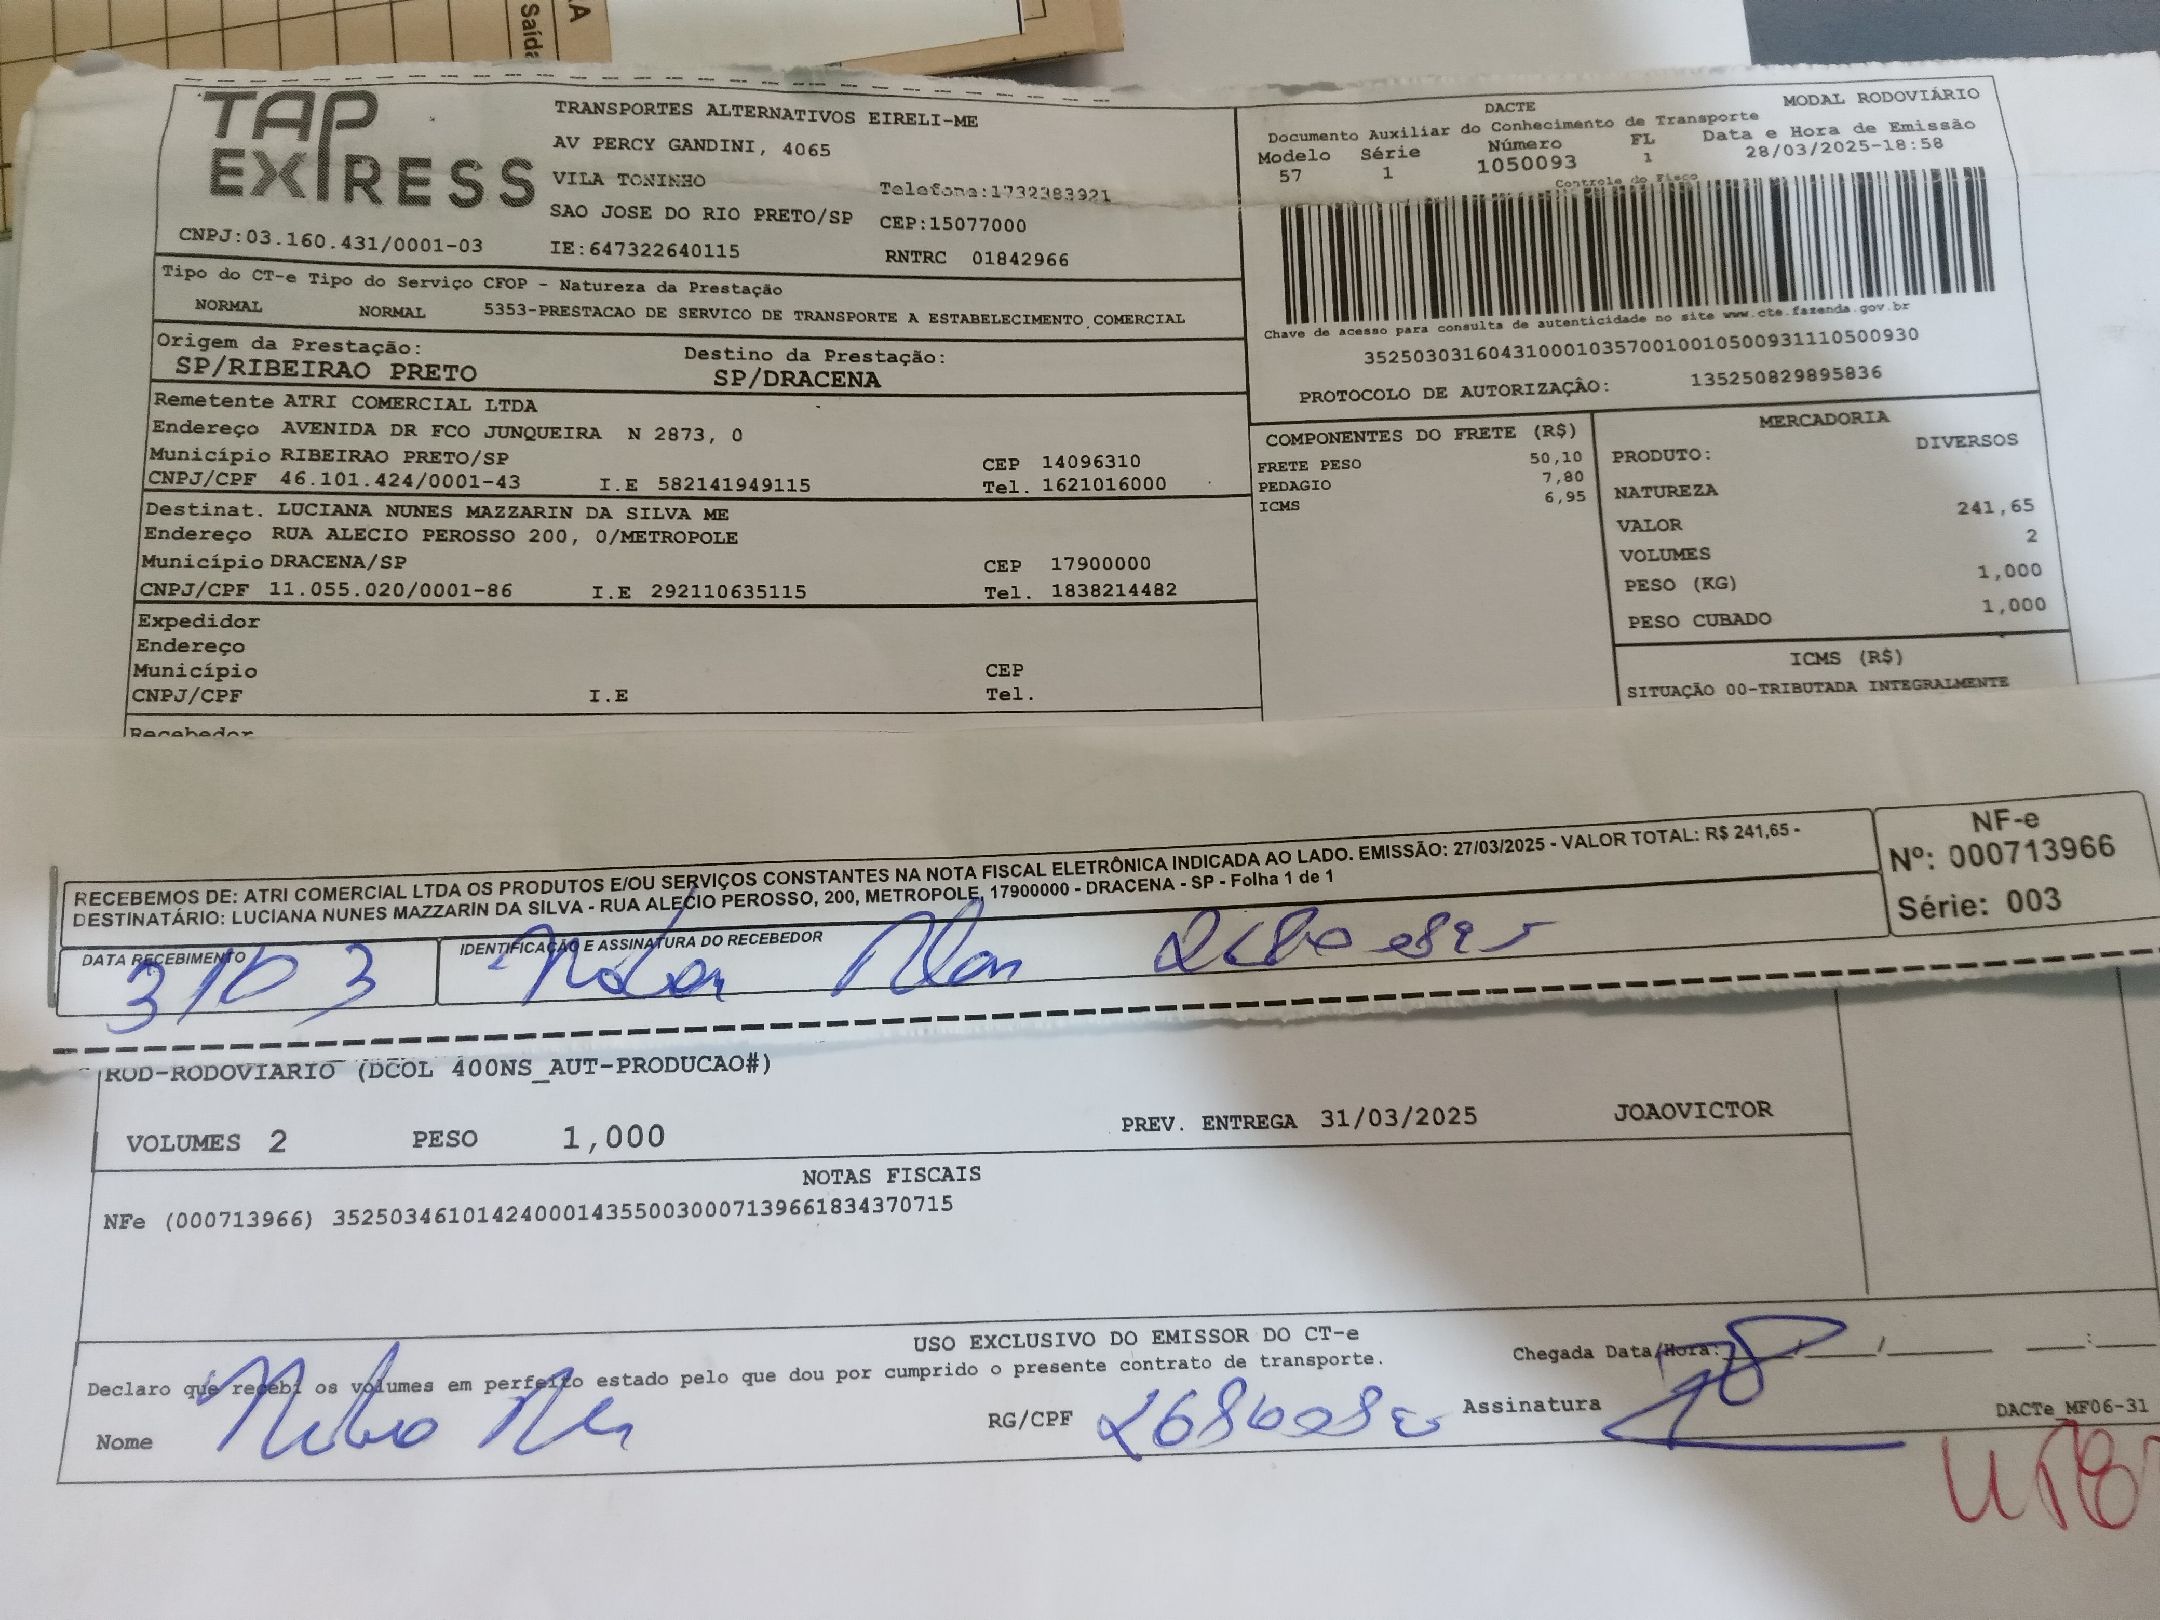 Saída
TAP EXPRESS
TRANSPORTES ALTERNATIVOS EIRELI-ME
AV PERCY GANDINI, 4065
VILA TONINHO Telefone:1732383921
SAO JOSE DO RIO PRETO/SP CEP:15077000
CNPJ:03.160.431/0001-03 IE:647322640115 RNTRC 01842966
DACTE MODAL RODOVIÁRIO
Documento Auxiliar do Conhecimento de Transporte
Modelo Série Número FL Data e Hora de Emissão
57 1 1050093 1 28/03/2025-18:58
Controle do Fisco
Chave de acesso para consulta de autenticidade no site www.cte.fazenda.gov.br
35250303160431000103570010010500931110500930
PROTOCOLO DE AUTORIZAÇÃO: 135250829895836
Tipo do CT-e Tipo do Serviço CFOP - Natureza da Prestação
NORMAL NORMAL 5353-PRESTACAO DE SERVICO DE TRANSPORTE A ESTABELECIMENTO COMERCIAL
Origem da Prestação: Destino da Prestação:
SP/RIBEIRAO PRETO SP/DRACENA
Remetente ATRI COMERCIAL LTDA
Endereço AVENIDA DR FCO JUNQUEIRA N 2873, 0
Município RIBEIRAO PRETO/SP CEP 14096310
CNPJ/CPF 46.101.424/0001-43 I.E 582141949115 Tel. 1621016000
Destinat. LUCIANA NUNES MAZZARIN DA SILVA ME
Endereço RUA ALECIO PEROSSO 200, 0/METROPOLE
Município DRACENA/SP CEP 17900000
CNPJ/CPF 11.055.020/0001-86 I.E 292110635115 Tel. 1838214482
Expedidor
Endereço
Município CEP
CNPJ/CPF I.E Tel.
Recebedor
COMPONENTES DO FRETE (R$)
FRETE PESO 50,10
PEDAGIO 7,80
ICMS 6,95
MERCADORIA
PRODUTO: DIVERSOS
NATUREZA
VALOR 241,65
VOLUMES 2
PESO (KG) 1,000
PESO CUBADO 1,000
ICMS (R$)
SITUAÇÃO 00-TRIBUTADA INTEGRALMENTE
RECEBEMOS DE: ATRI COMERCIAL LTDA OS PRODUTOS E/OU SERVIÇOS CONSTANTES NA NOTA FISCAL ELETRÔNICA INDICADA AO LADO. EMISSÃO: 27/03/2025 - VALOR TOTAL: R$ 241,65 -
DESTINATÁRIO: LUCIANA NUNES MAZZARIN DA SILVA - RUA ALECIO PEROSSO, 200, METROPOLE, 17900000 - DRACENA - SP - Folha 1 de 1
NF-e
Nº: 000713966
Série: 003
DATA RECEBIMENTO IDENTIFICAÇÃO E ASSINATURA DO RECEBEDOR
ROD-RODOVIARIO (DCOL 400NS_AUT-PRODUCAO#)
VOLUMES 2 PESO 1,000 PREV. ENTREGA 31/03/2025 JOAOVICTOR
NOTAS FISCAIS
NFe (000713966) 35250346101424000143550030007139661834370715
USO EXCLUSIVO DO EMISSOR DO CT-e
Declaro que recebi os volumes em perfeito estado pelo que dou por cumprido o presente contrato de transporte.
Chegada Data/Hora:
Nome RG/CPF Assinatura
DACTe_MF06-31